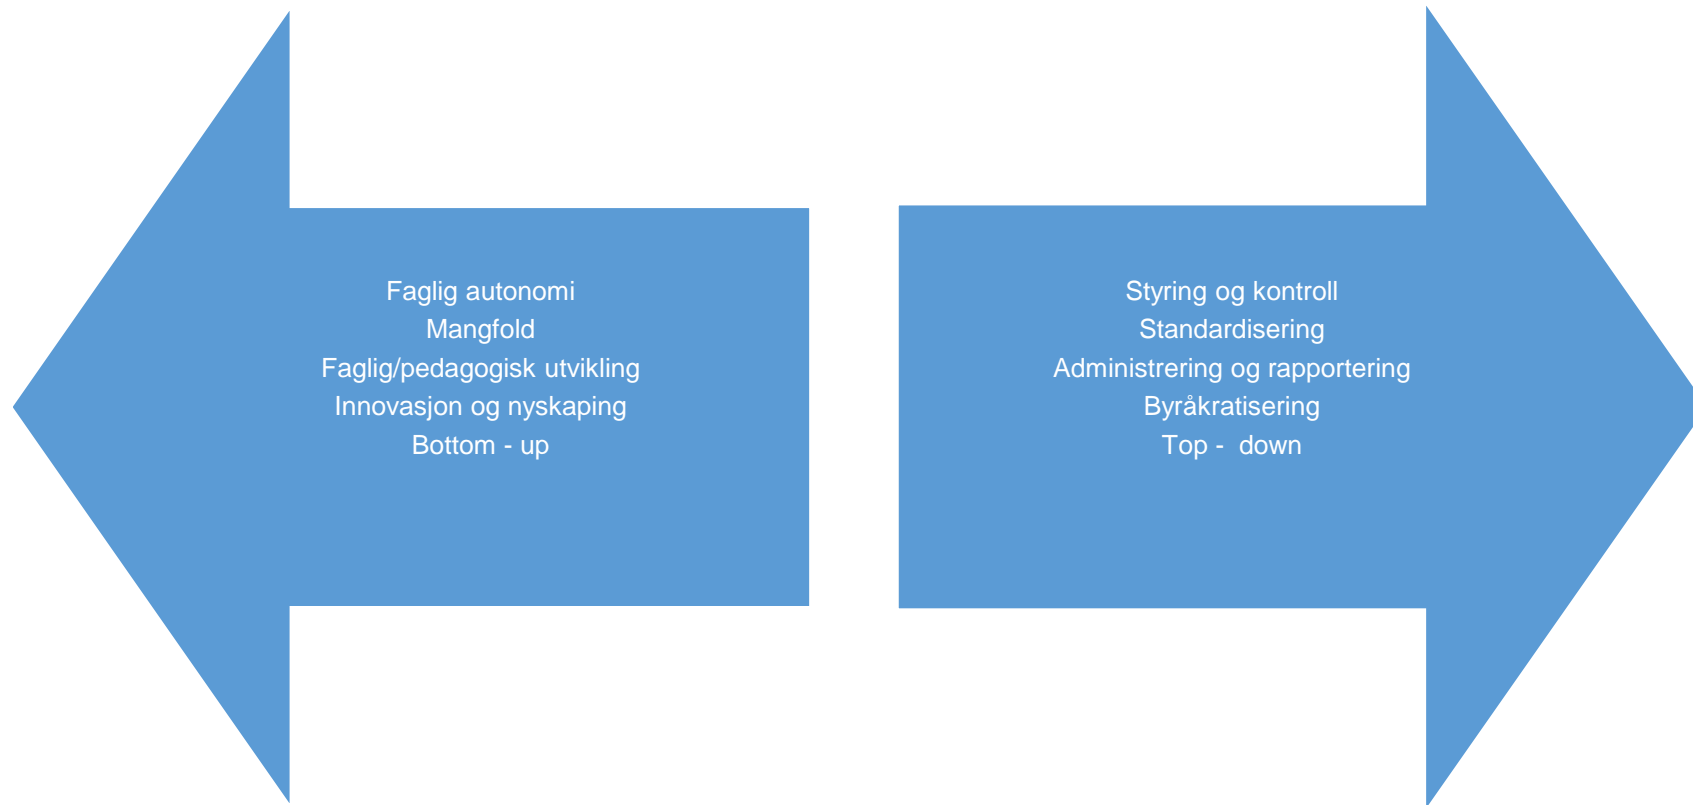 Faglig autonomi
Mangfold
Faglig/pedagogisk utvikling
Innovasjon og nyskaping
Bottom - up
Styring og kontroll
Standardisering
Administrering og rapportering
Byråkratisering
Top -  down